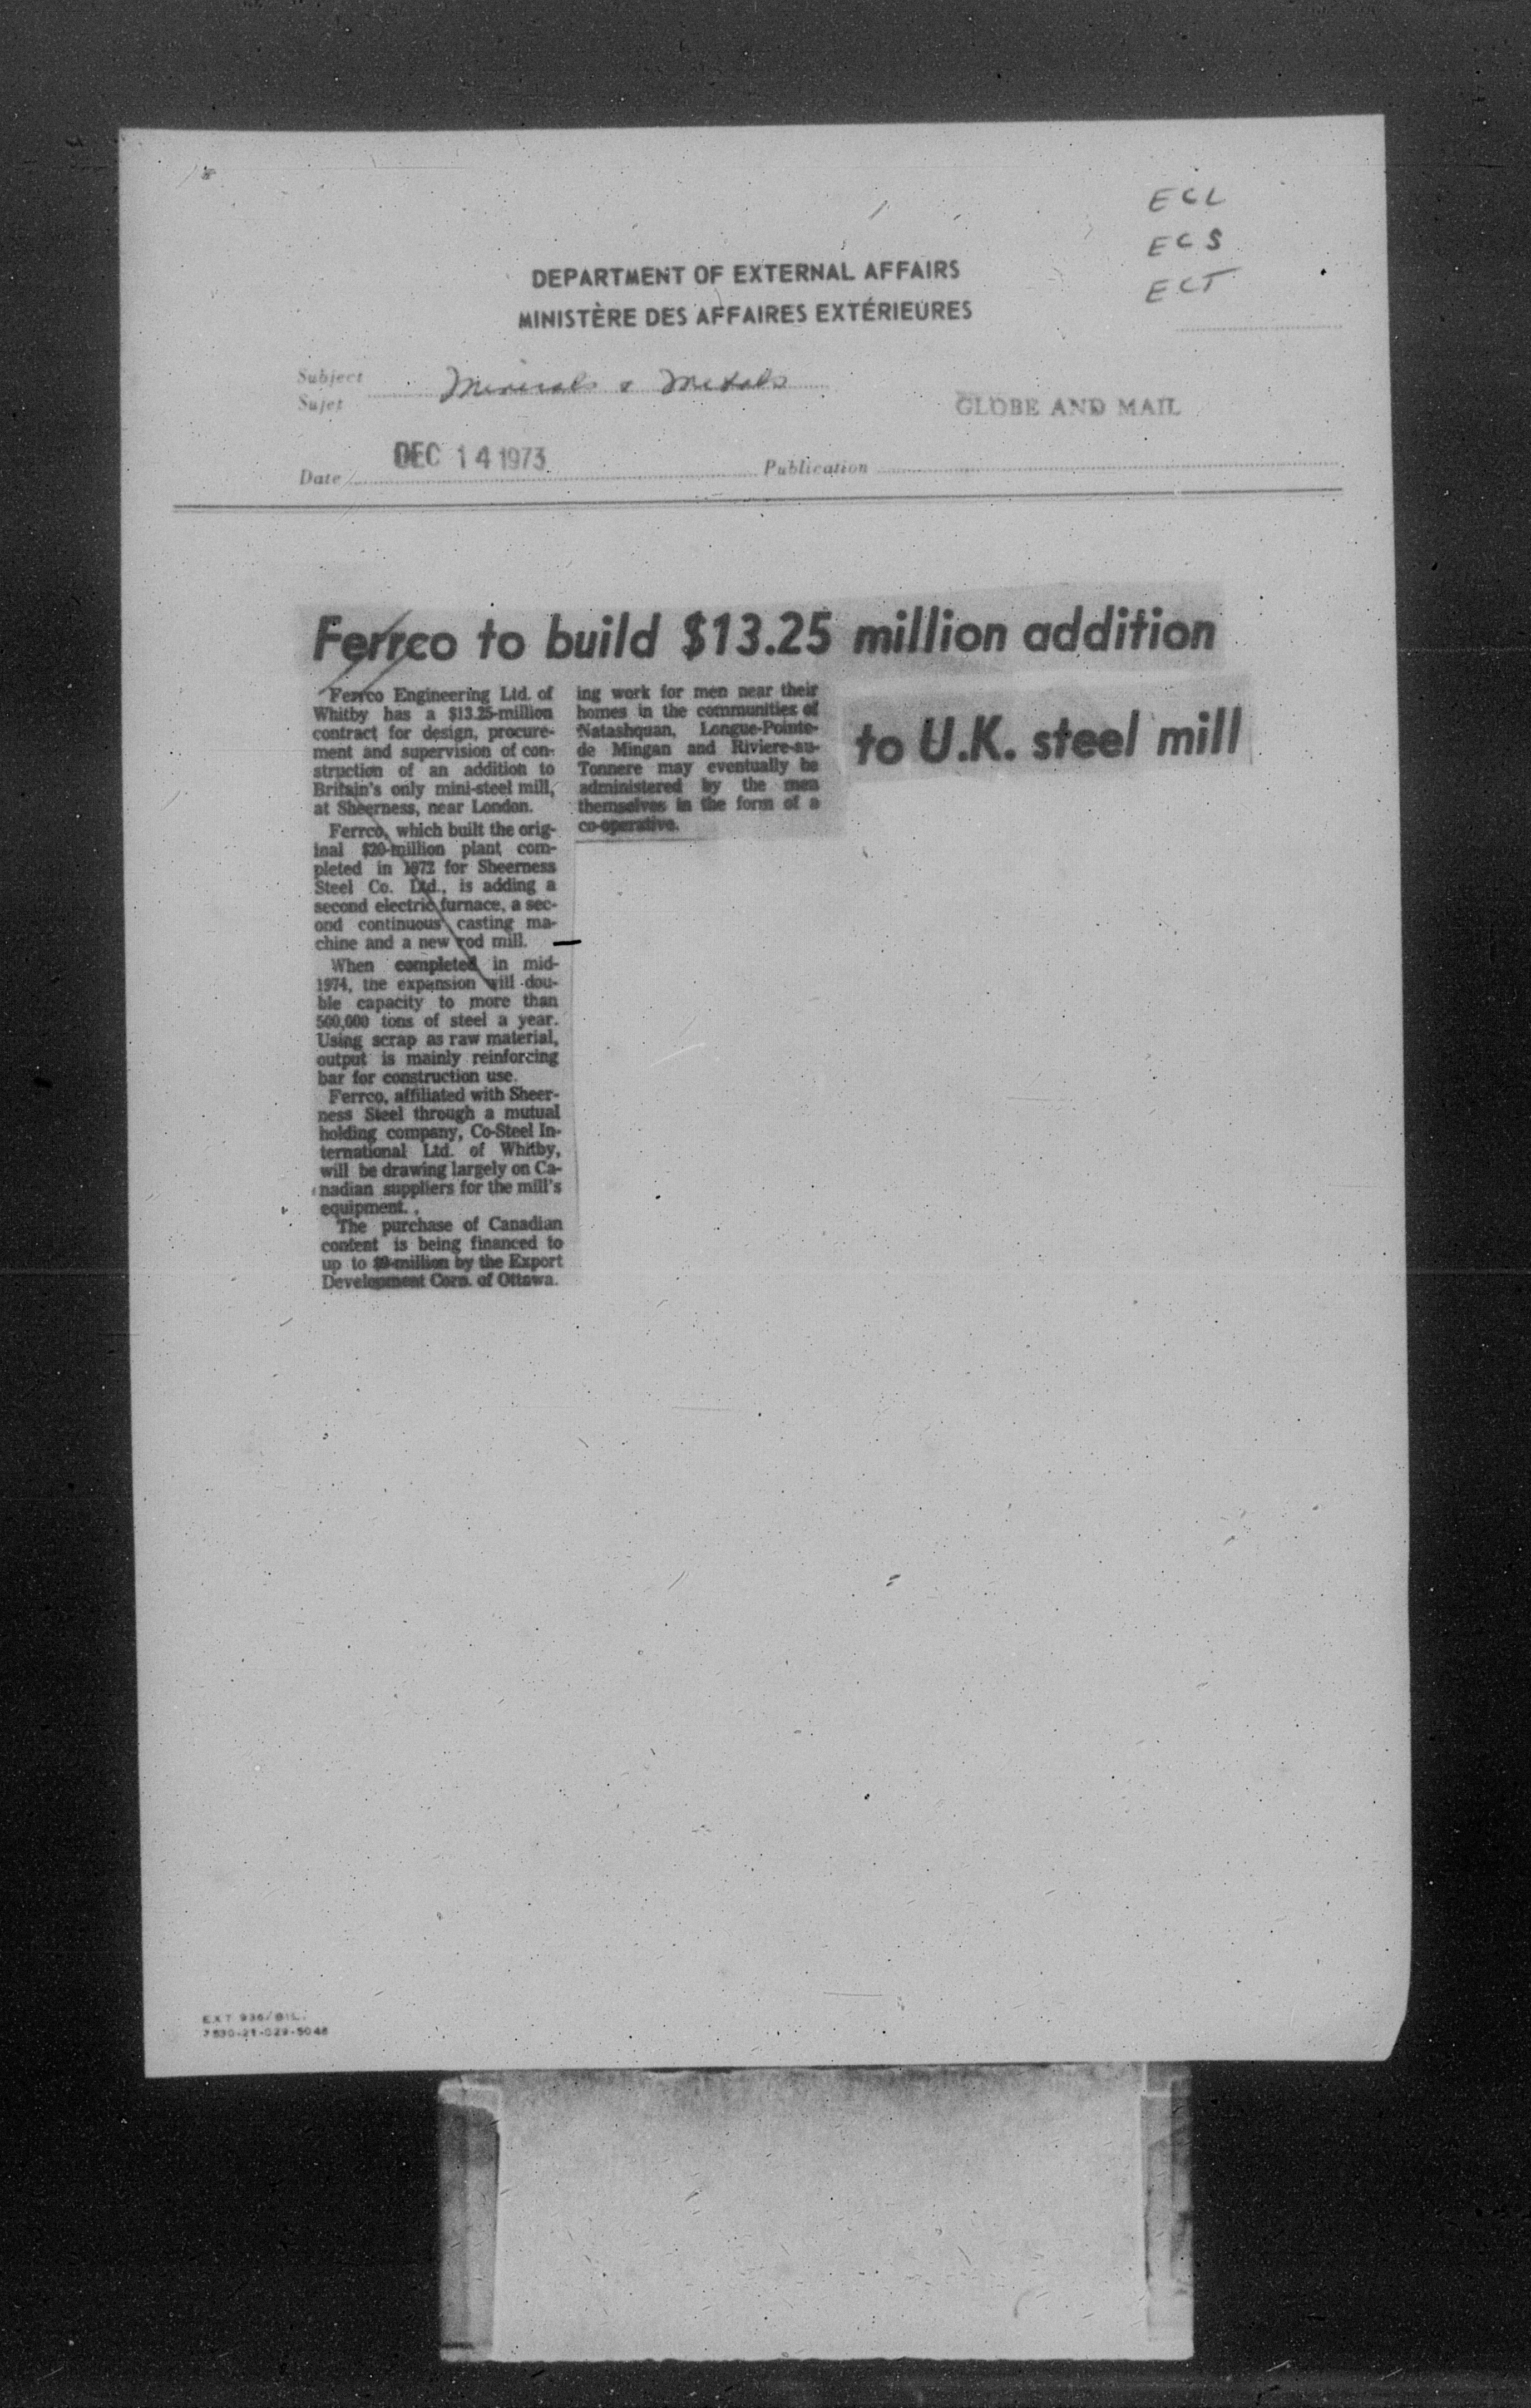 ECL
ECS
ECT
DEPARTMENT OF EXTERNAL AFFAIRS
MINISTÈRE DES AFFAIRES EXTÉRIEURES
Subject
Sujet
Minerals & Metals
GLOBE AND MAIL
Date
DEC 14 1973
Publication
Ferrco to build $13.25 million addition
to U.K. steel mill
Ferrco Engineering Ltd. of
Whitby has a $13.25-million
contract for design, procure-
ment and supervision of con-
struction of an addition to
Britain's only mini-steel mill,
at Sheerness, near London.
Ferrco, which built the orig-
inal $20-million plant com-
pleted in 1972 for Sheerness
Steel Co. Ltd., is adding a
second electric furnace, a sec-
ond continuous casting ma-
chine and a new rod mill.
When completed in mid-
1974, the expansion will dou-
ble capacity to more than
500,000 tons of steel a year.
Using scrap as raw material,
output is mainly reinforcing
bar for construction use.
Ferrco, affiliated with Sheer-
ness Steel through a mutual
holding company, Co-Steel In-
ternational Ltd. of Whitby,
will be drawing largely on Ca-
nadian suppliers for the mill's
equipment.
The purchase of Canadian
content is being financed to
up to by the Export
Development Corp. of Ottawa.
ing work for men near their
homes in the communities of
Natashquan, Longue-Pointe-
de Mingan and Riviere-au-
Tonnere may eventually be
administered by the men
themselves in the form of a
co-operative.
EXT 936/BIL.
7530-21-029-5048